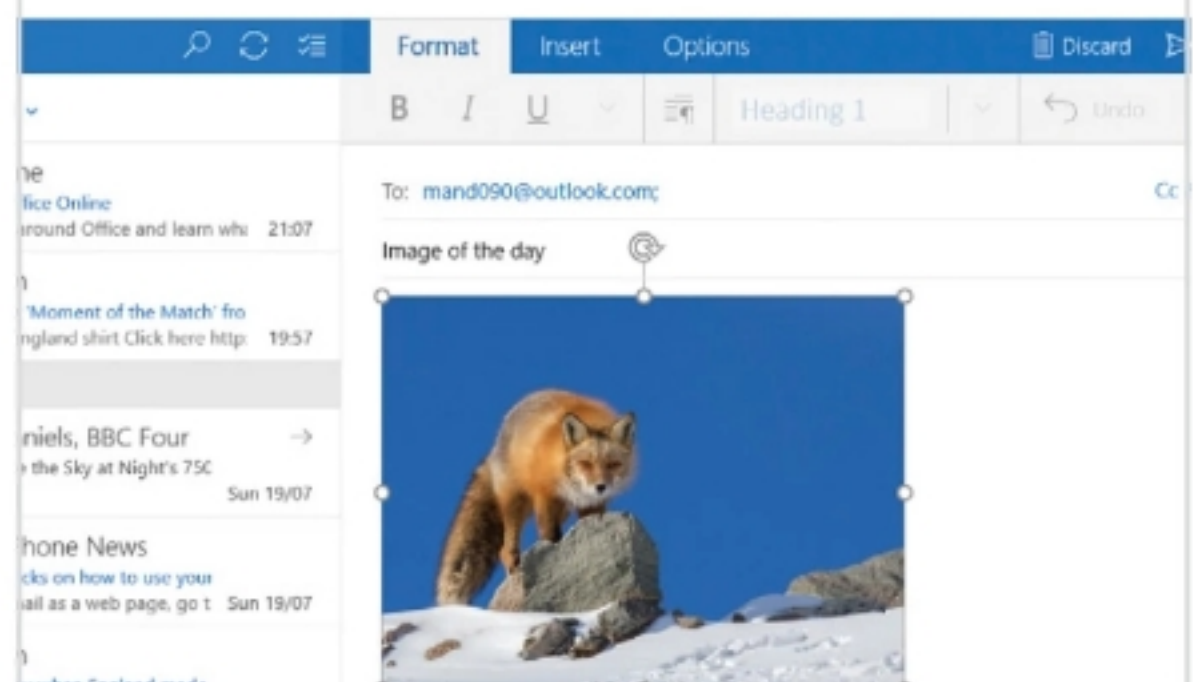 Format Insert Options Discard
B I U Heading 1 Undo
To: mand090@outlook.com; Cc
Image of the day
ne
fice Online
round Office and learn wha 21:07
'Moment of the Match' fro
ngland shirt Click here http: 19:57
niels, BBC Four
the Sky at Night's 750
Sun 19/07
hone News
cks on how to use your
ail as a web page, go t Sun 19/07